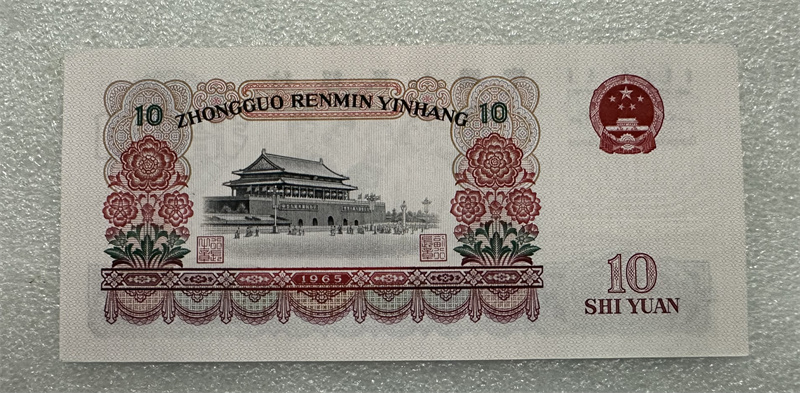 10 ZHONGGUO RENMIN YINHANG 10
1965
10
SHI YUAN